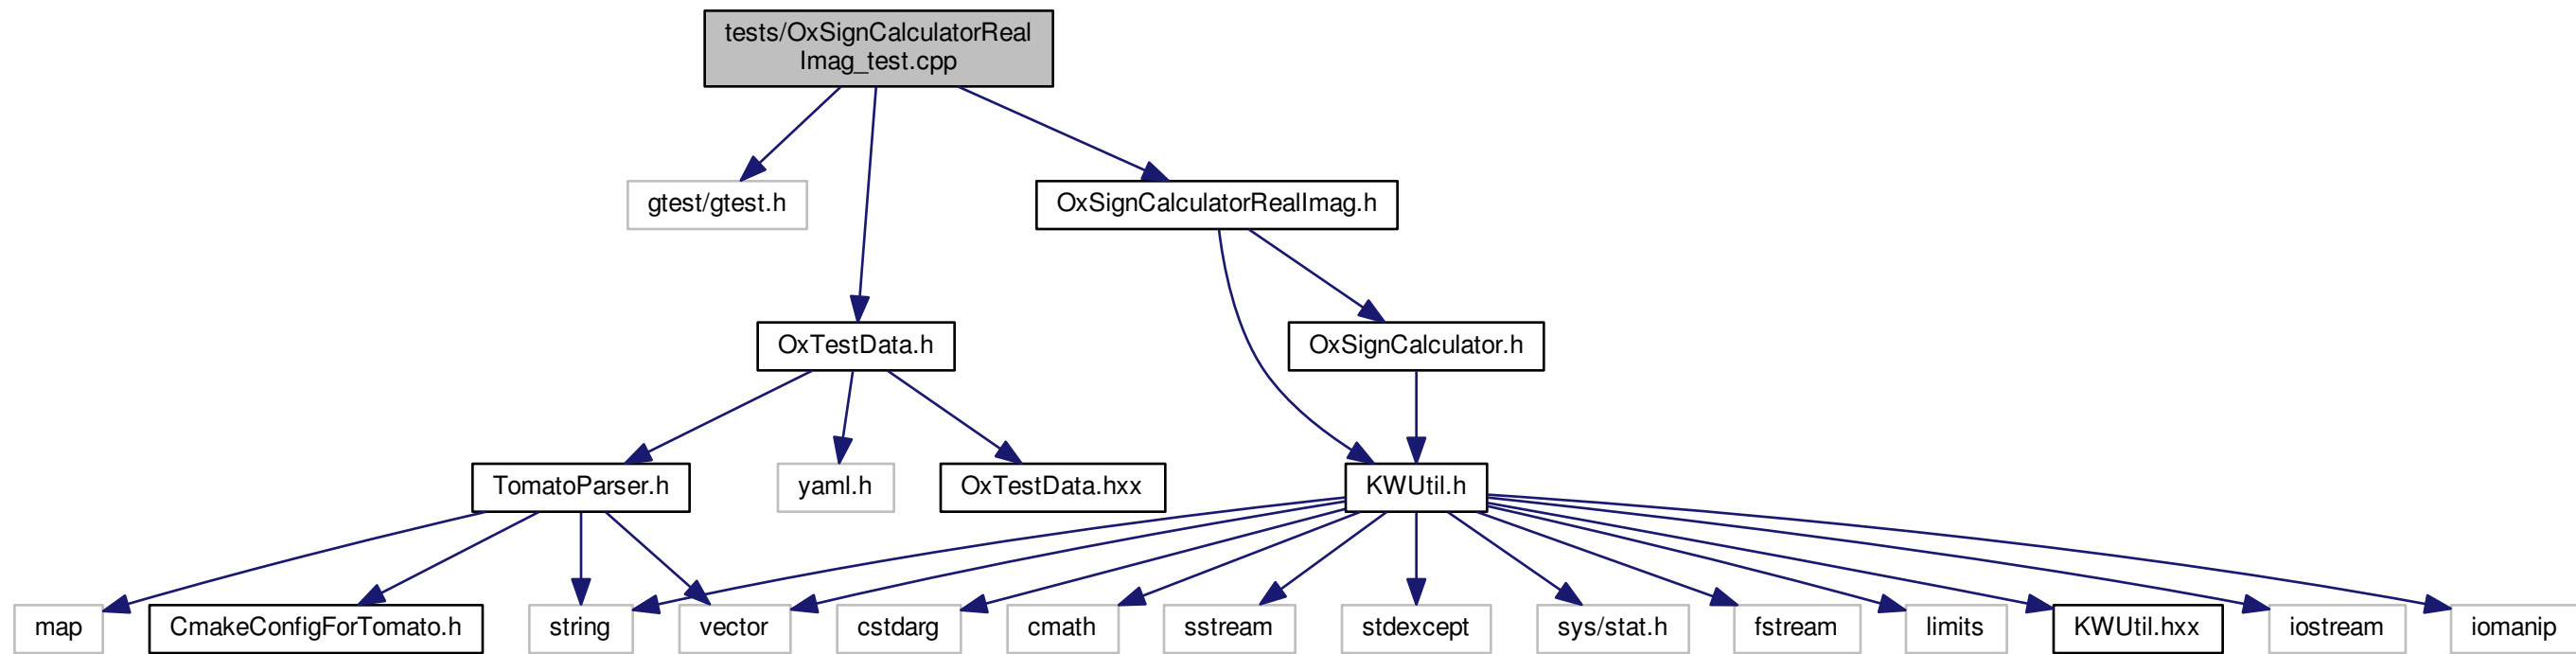 tests/OxSignCalculatorReal
Imag_test.cpp
gtest/gtest.h
OxSignCalculatorRealImag.h
OxTestData.h
OxSignCalculator.h
TomatoParser.h
yaml.h
OxTestData.hxx
KWUtil.h
map
CmakeConfigForTomato.h
string
vector
cstdarg
cmath
sstream
stdexcept
sys/stat.h
fstream
limits
KWUtil.hxx
iostream
iomanip